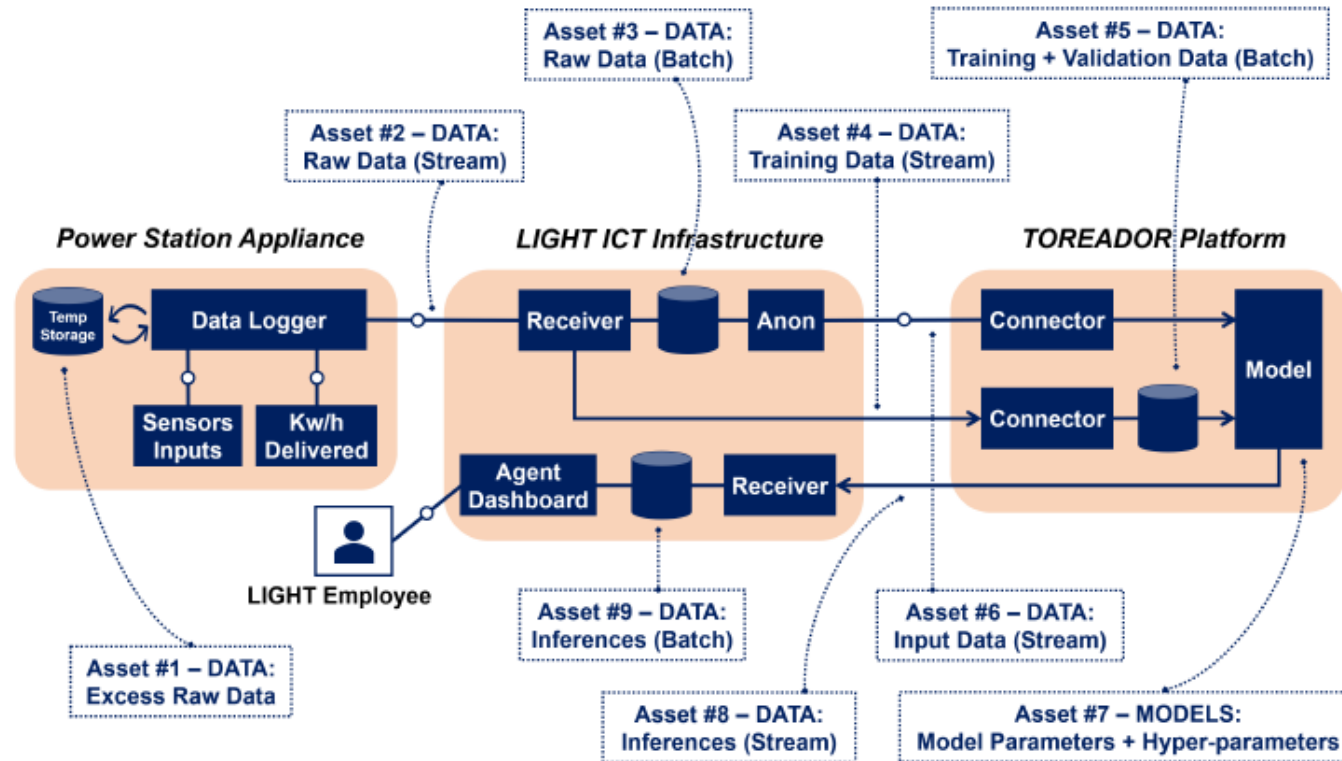 Asset #3 – DATA:
Raw Data (Batch)
Asset #5 – DATA:
Training + Validation Data (Batch)
Asset #2 – DATA:
Raw Data (Stream)
Asset #4 – DATA:
Training Data (Stream)
Power Station Appliance
LIGHT ICT Infrastructure
TOREADOR Platform
Temp
Storage
Data Logger
Receiver
Anon
Connector
Model
Sensors
Inputs
Kw/h
Delivered
Connector
Agent
Dashboard
Receiver
LIGHT Employee
Asset #9 – DATA:
Inferences (Batch)
Asset #6 – DATA:
Input Data (Stream)
Asset #1 – DATA:
Excess Raw Data
Asset #8 – DATA:
Inferences (Stream)
Asset #7 – MODELS:
Model Parameters + Hyper-parameters